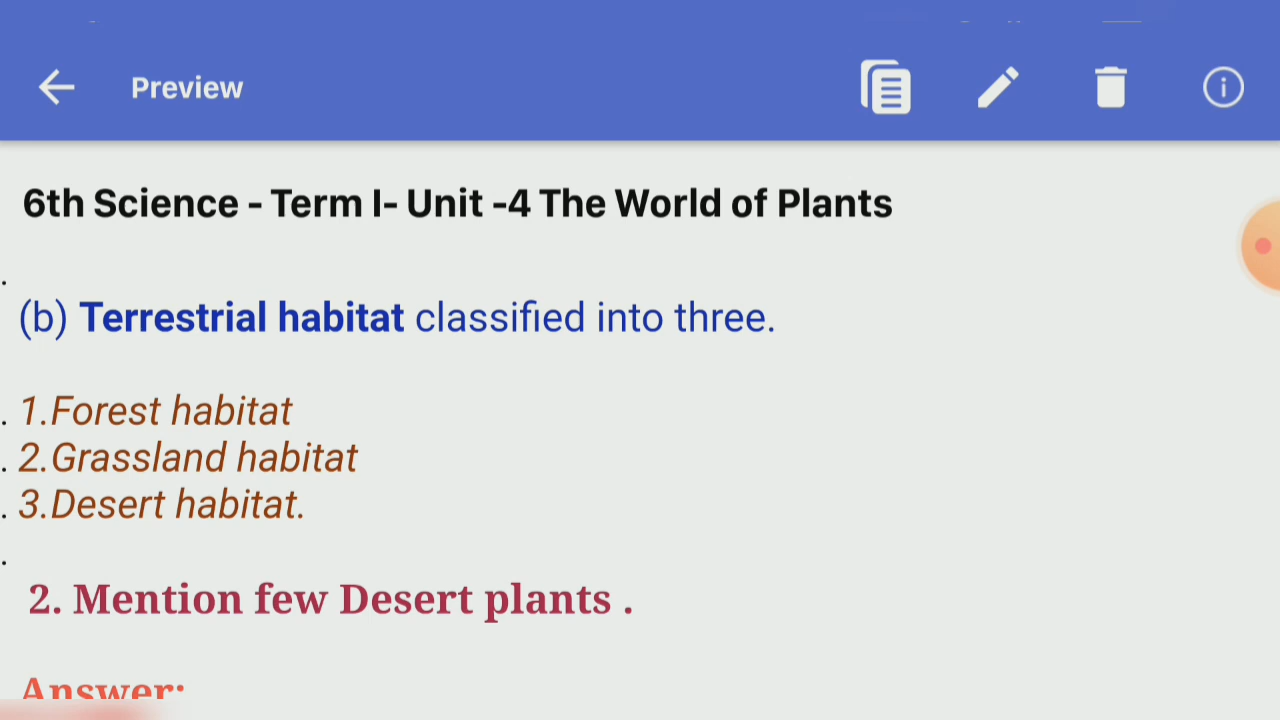 Preview
6th Science - Term I- Unit -4 The World of Plants
.
(b) Terrestrial habitat classified into three.
. 1.Forest habitat
. 2.Grassland habitat
. 3.Desert habitat.
.
2. Mention few Desert plants .
Answer: